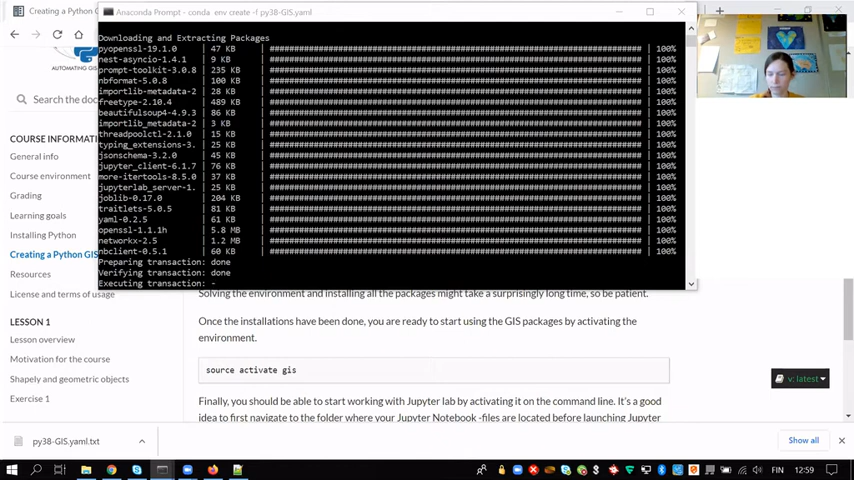 Creating a Python G
Anaconda Prompt - conda env create -f py38-GIS.yaml
Downloading and Extracting Packages
pyopenssl-19.1.0 | 47 KB | 100%
nest-asyncio-1.4.1 | 9 KB | 100%
prompt-toolkit-3.0.8 | 235 KB | 100%
nbformat-5.0.8 | 100 KB | 100%
importlib-metadata-2 | 28 KB | 100%
freetype-2.10.4 | 489 KB | 100%
beautifulsoup4-4.9.3 | 86 KB | 100%
importlib_metadata-2 | 3 KB | 100%
threadpoolctl-2.1.0 | 15 KB | 100%
typing_extensions-3. | 25 KB | 100%
jsonschema-3.2.0 | 45 KB | 100%
jupyter_client-6.1.7 | 76 KB | 100%
more-itertools-8.5.0 | 37 KB | 100%
jupyterlab_server-1. | 25 KB | 100%
joblib-0.17.0 | 204 KB | 100%
traitlets-5.0.5 | 81 KB | 100%
yaml-0.2.5 | 61 KB | 100%
openssl-1.1.1h | 5.8 MB | 100%
networkx-2.5 | 1.2 MB | 100%
nbclient-0.5.1 | 60 KB | 100%
Preparing transaction: done
Verifying transaction: done
Executing transaction: -
AUTOMATING GIS
Search the docum
COURSE INFORMATI
General info
Course environment
Grading
Learning goals
Installing Python
Creating a Python GIS
Resources
License and terms of usage
LESSON 1
Lesson overview
Motivation for the course
Shapely and geometric objects
Exercise 1
Solving the environment and installing all the packages might take a surprisingly long time, so be patient.
Once the installations have been done, you are ready to start using the GIS packages by activating the
environment.
source activate gis
Finally, you should be able to start working with Jupyter lab by activating it on the command line. It's a good
idea to first navigate to the folder where your Jupyter Notebook -files are located before launching Jupyter
v: latest
py38-GIS.yaml.txt
Show all
FIN
12:59